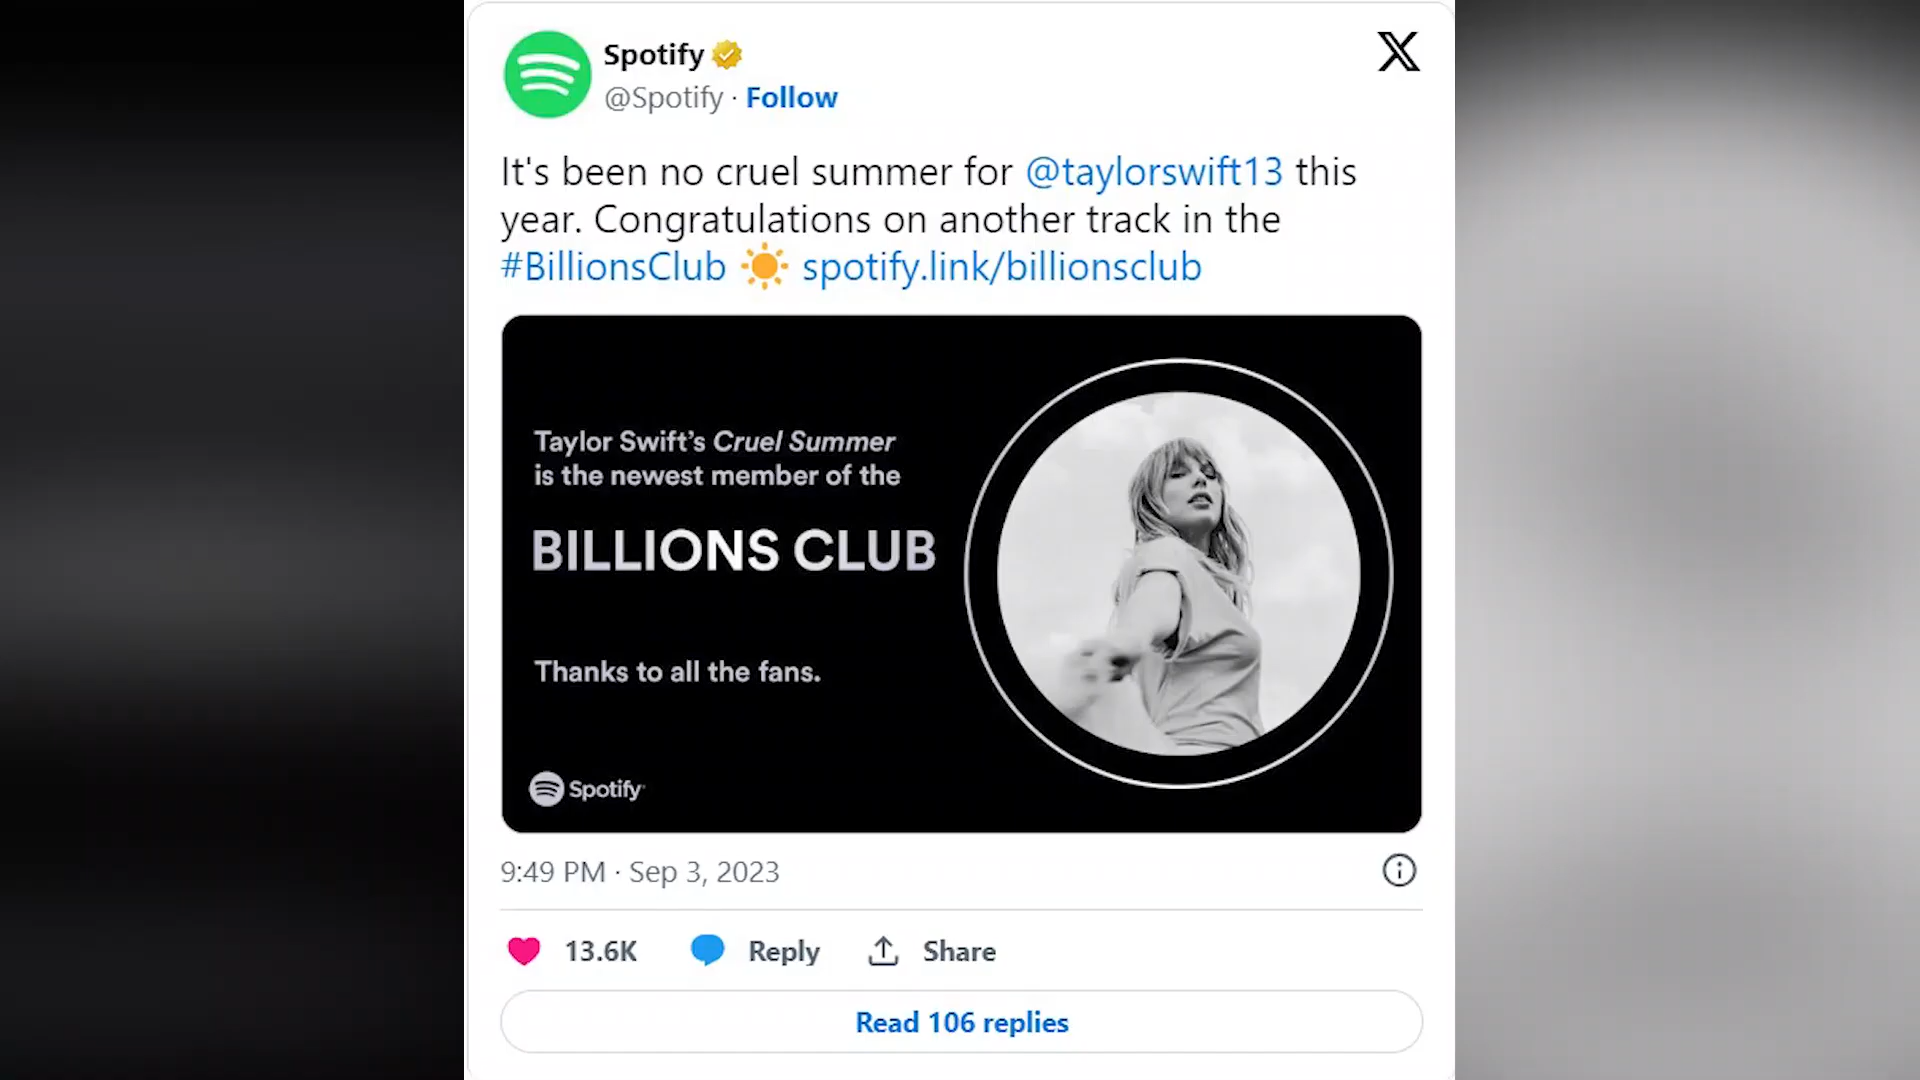 Spotify
@Spotify · Follow
It's been no cruel summer for @taylorswift13 this
year. Congratulations on another track in the
#BillionsClub ☀️ spotify.link/billionsclub
Taylor Swift's Cruel Summer
is the newest member of the
BILLIONS CLUB
Thanks to all the fans.
Spotify
9:49 PM · Sep 3, 2023
13.6K Reply Share
Read 106 replies